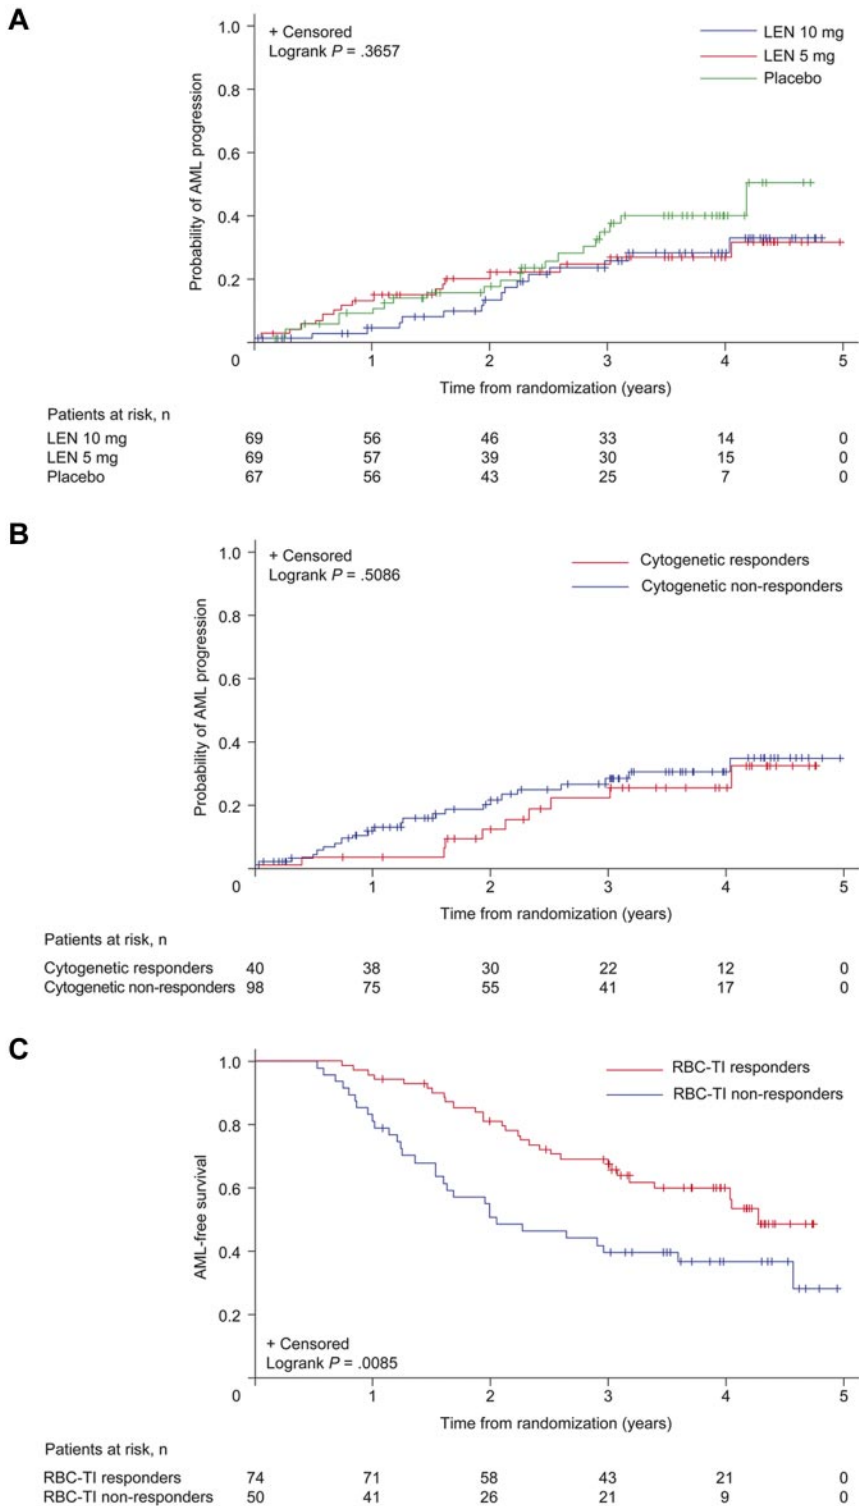 A
+ Censored
Logrank P = .3657
LEN 10 mg
LEN 5 mg
Placebo
Probability of AML progression
1.0
0.8
0.6
0.4
0.2
0
1 2 3 4 5
Time from randomization (years)
Patients at risk, n
LEN 10 mg 69 56 46 33 14 0
LEN 5 mg 69 57 39 30 15 0
Placebo 67 56 43 25 7 0
B
+ Censored
Logrank P = .5086
Cytogenetic responders
Cytogenetic non-responders
Probability of AML progression
1.0
0.8
0.6
0.4
0.2
0
1 2 3 4 5
Time from randomization (years)
Patients at risk, n
Cytogenetic responders 40 38 30 22 12 0
Cytogenetic non-responders 98 75 55 41 17 0
C
RBC-TI responders
RBC-TI non-responders
AML-free survival
1.0
0.8
0.6
0.4
0.2
0
+ Censored
Logrank P = .0085
1 2 3 4 5
Time from randomization (years)
Patients at risk, n
RBC-TI responders 74 71 58 43 21 0
RBC-TI non-responders 50 41 26 21 9 0